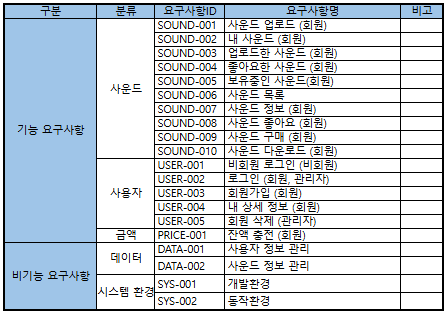 구분 분류 요구사항ID 요구사항명 비고
기능 요구사항 사운드 SOUND-001 사운드 업로드 (회원)
SOUND-002 내 사운드 (회원)
SOUND-003 업로드한 사운드 (회원)
SOUND-004 좋아요한 사운드 (회원)
SOUND-005 보유중인 사운드(회원)
SOUND-006 사운드 목록
SOUND-007 사운드 정보 (회원)
SOUND-008 사운드 좋아요 (회원)
SOUND-009 사운드 구매 (회원)
SOUND-010 사운드 다운로드 (회원)
사용자 USER-001 비회원 로그인 (비회원)
USER-002 로그인 (회원, 관리자)
USER-003 회원가입 (회원)
USER-004 내 상세 정보 (회원)
USER-005 회원 삭제 (관리자)
금액 PRICE-001 잔액 충전 (회원)
비기능 요구사항 데이터 DATA-001 사용자 정보 관리
DATA-002 사운드 정보 관리
시스템 환경 SYS-001 개발환경
SYS-002 동작환경